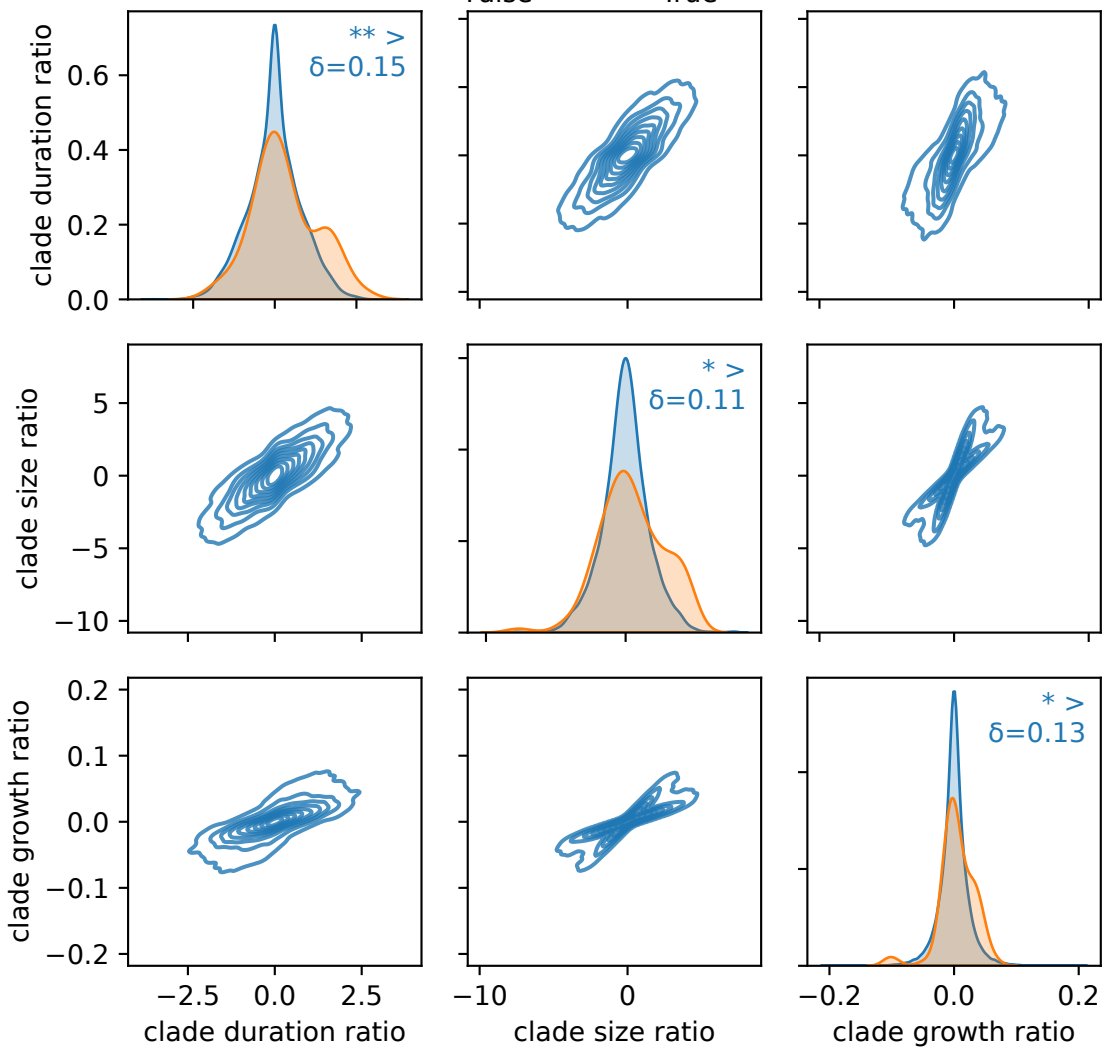 False True
clade duration ratio
0.6
0.4
0.2
0.0
** >
δ=0.15
clade size ratio
5
0
−5
−10
* >
δ=0.11
clade growth ratio
0.2
0.1
0.0
−0.1
−0.2
* >
δ=0.13
−2.5 0.0 2.5
−10 0
−0.2 0.0 0.2
clade duration ratio
clade size ratio
clade growth ratio